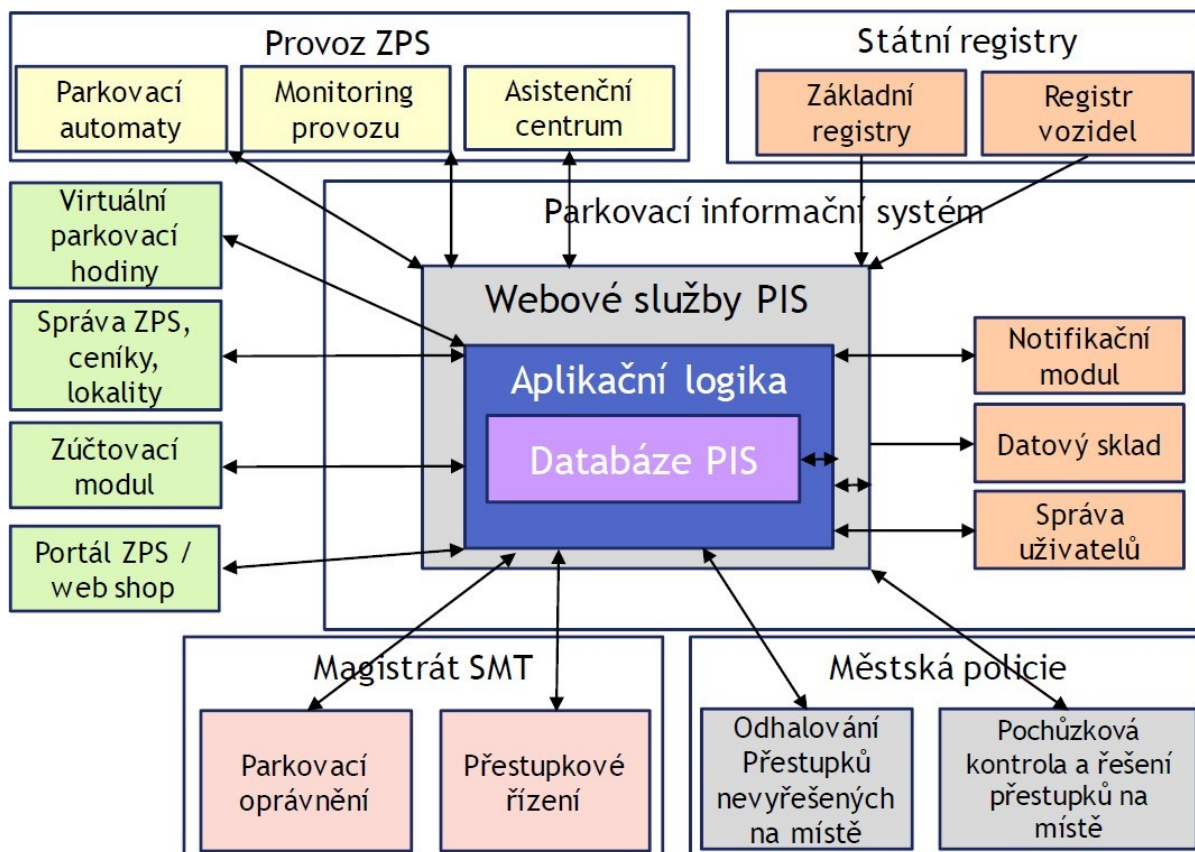 Provoz ZPS
Parkovací
automaty
Monitoring
provozu
Asistenční
centrum
Státní registry
Základní
registry
Registr
vozidel
Virtuální
parkovací
hodiny
Správa ZPS,
ceníky,
lokality
Zúčtovací
modul
Portál ZPS /
web shop
Parkovací informační systém
Webové služby PIS
Aplikační logika
Databáze PIS
Notifikační
modul
Datový sklad
Správa
uživatelů
Magistrát SMT
Parkovací
oprávnění
Přestupkové
řízení
Městská policie
Odhalování
Přestupků
nevyřešených
na místě
Pochůzková
kontrola a řešení
přestupků na
místě